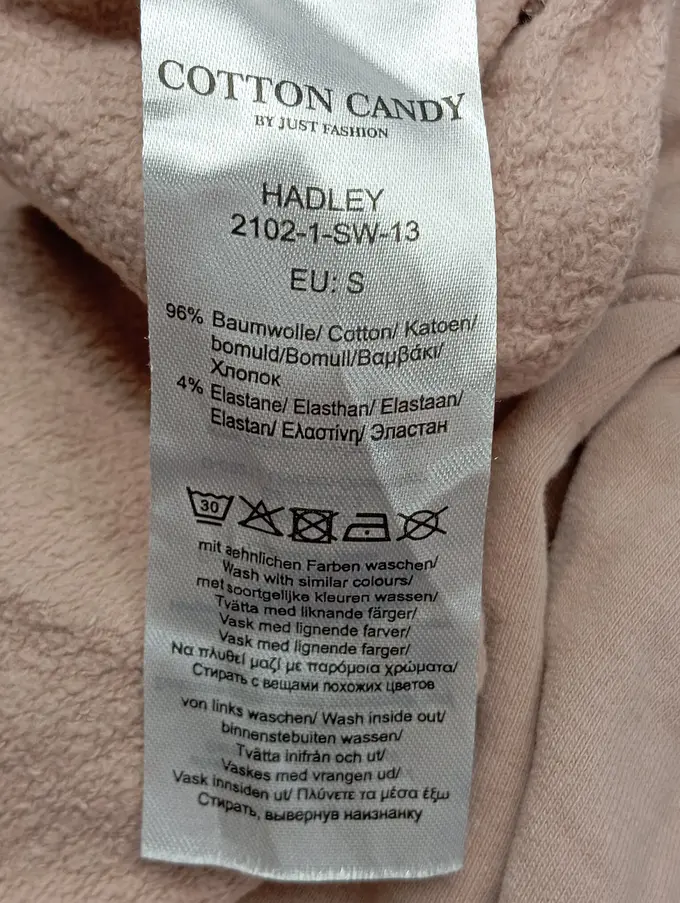 COTTON CANDY
BY JUST FASHION
HADLEY
2102-1-SW-13
EU: S
96% Baumwolle/ Cotton/ Katoen/
bomuld/Bomull/Βαμβάκι/
Хлопок
4% Elastane/ Elasthan/ Elastaan/
Elastan/ Ελαστίνη/ Эластан
30
mit aehnlichen Farben waschen/
Wash with similar colours/
met soortgelijke kleuren wassen/
Tvätta med liknande färger/
Vask med lignende farver/
Vask med lignende farger/
Να πλυθεί μαζί με παρόμοια χρώματα/
Стирать с вещами похожих цветов
von links waschen/ Wash inside out/
binnenstebuiten wassen/
Tvätta inifrån och ut/
Vaskes med vrangen ud/
Vask innsiden ut/ Πλύνετε τα μέσα έξω
Стирать, вывернув наизнанку